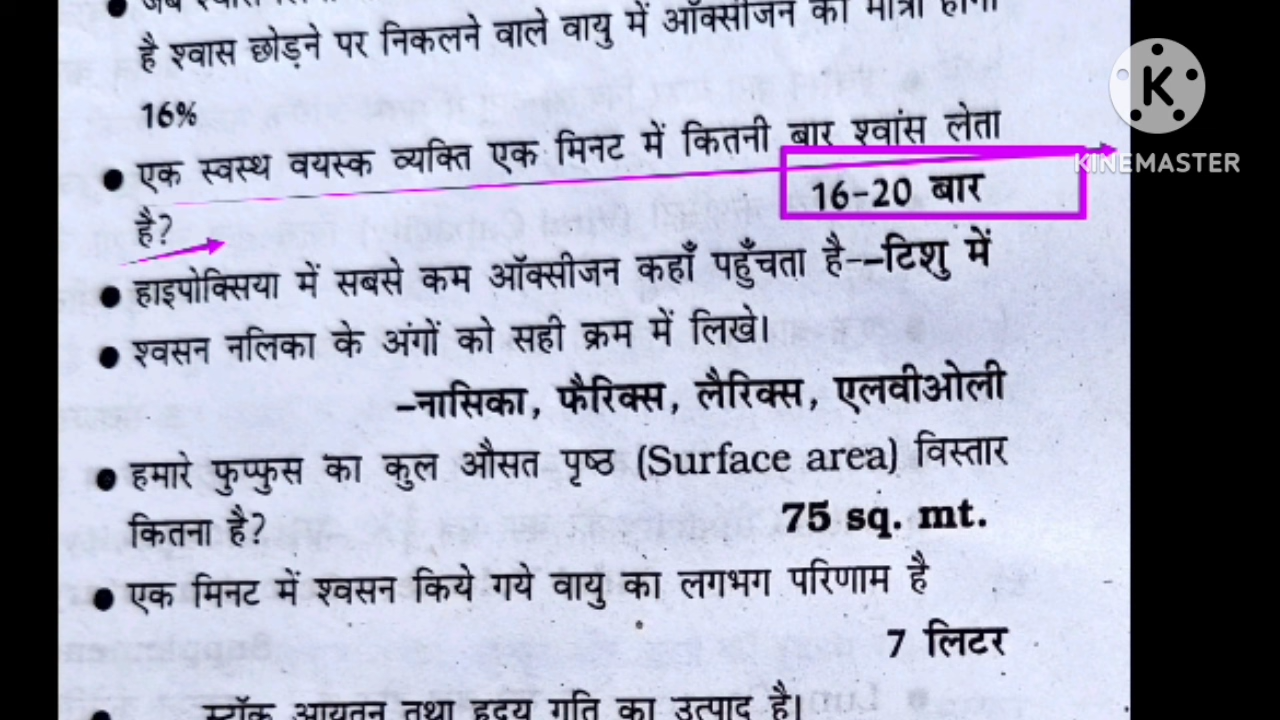 है श्वास छोड़ने पर निकलने वाले वायु में ऑक्सीजन की मात्रा होगी
16%
● एक स्वस्थ वयस्क व्यक्ति एक मिनट में कितनी बार श्वांस लेता
है? 16-20 बार
● हाइपोक्सिया में सबसे कम ऑक्सीजन कहाँ पहुँचता है--टिशु में
● श्वसन नलिका के अंगों को सही क्रम में लिखे।
–नासिका, फैरिक्स, लैरिक्स, एलवीओली
● हमारे फुप्फुस का कुल औसत पृष्ठ (Surface area) विस्तार
कितना है? 75 sq. mt.
● एक मिनट में श्वसन किये गये वायु का लगभग परिणाम है
7 लिटर
स्टॉक आयतन तथा हृदय गति का उत्पाद है।
K
KINEMASTER